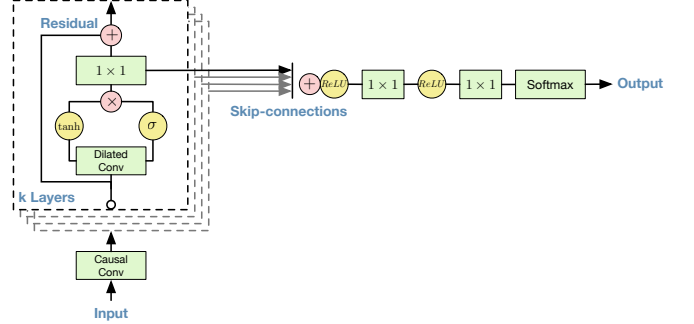 Residual
+
1 × 1
×
tanh
σ
Dilated
Conv
k Layers
Causal
Conv
Input
Skip-connections
+
ReLU
1 × 1
ReLU
1 × 1
Softmax
Output